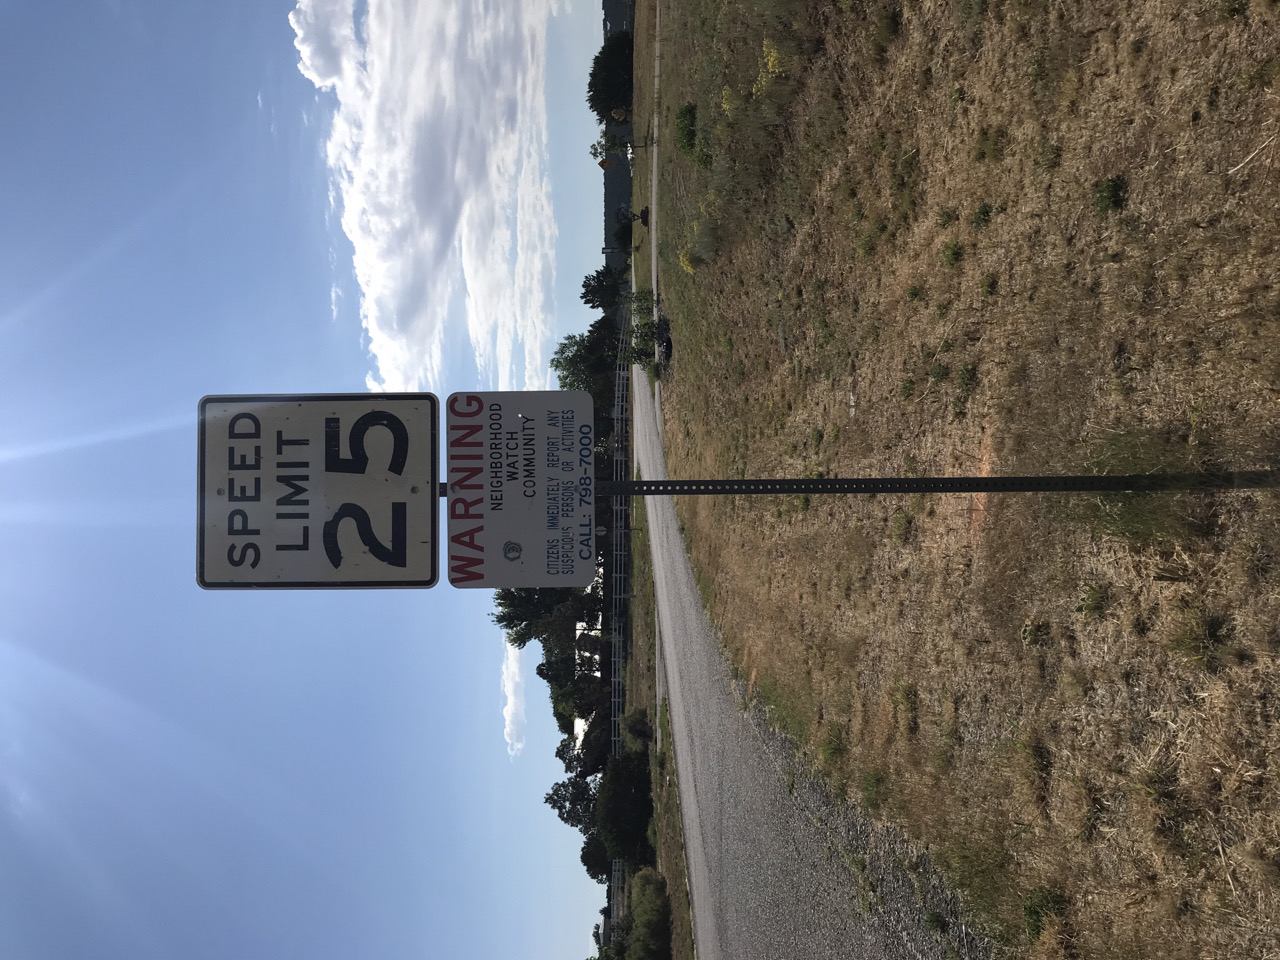 SPEED
LIMIT
25
WARNING
NEIGHBORHOOD
WATCH
COMMUNITY
CITIZENS IMMEDIATELY REPORT ANY
SUSPICIOUS PERSONS OR ACTIVITIES
CALL: 798-7000